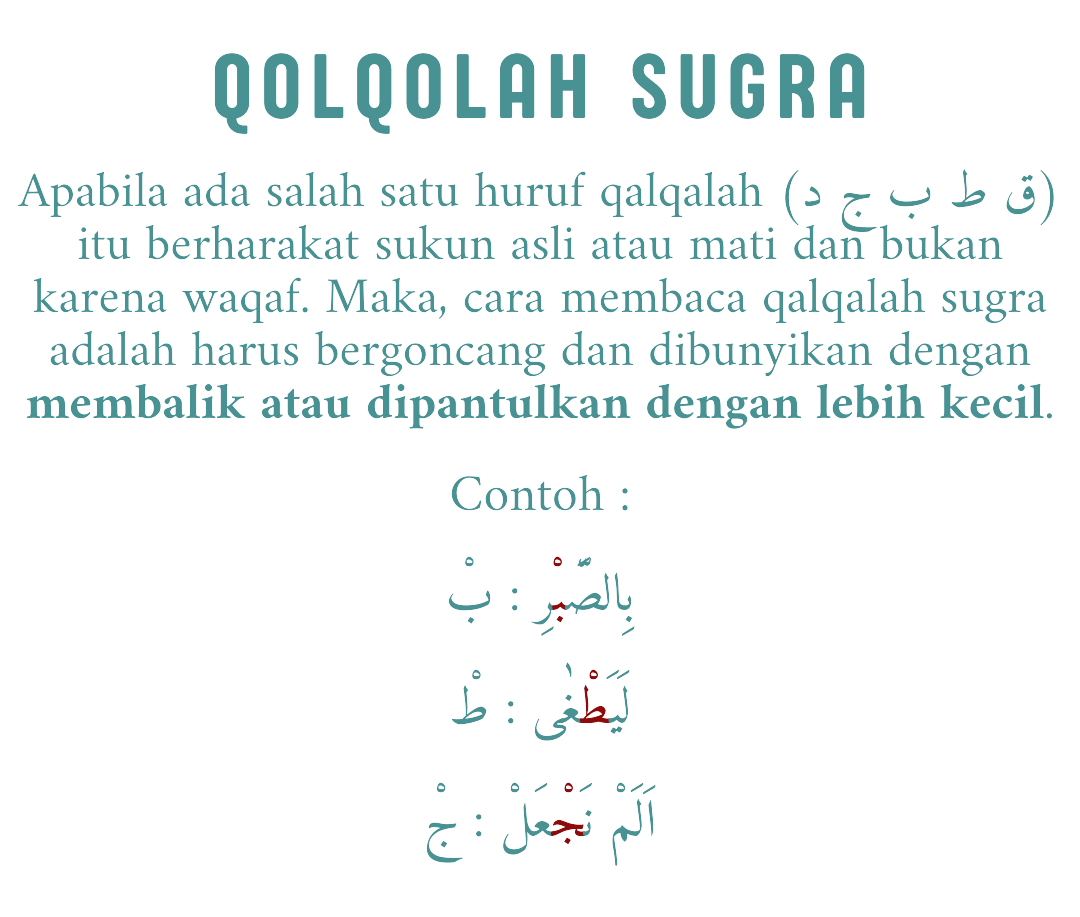 QOLQOLAH SUGRA
Apabila ada salah satu huruf qalqalah (ق ط ب ج د)
itu berharakat sukun asli atau mati dan bukan
karena waqaf. Maka, cara membaca qalqalah sugra
adalah harus bergoncang dan dibunyikan dengan
membalik atau dipantulkan dengan lebih kecil.
Contoh :
بِالصَّبْرِ : بْ
لَيَطْغٰى : طْ
اَلَمْ نَجْعَلْ : جْ